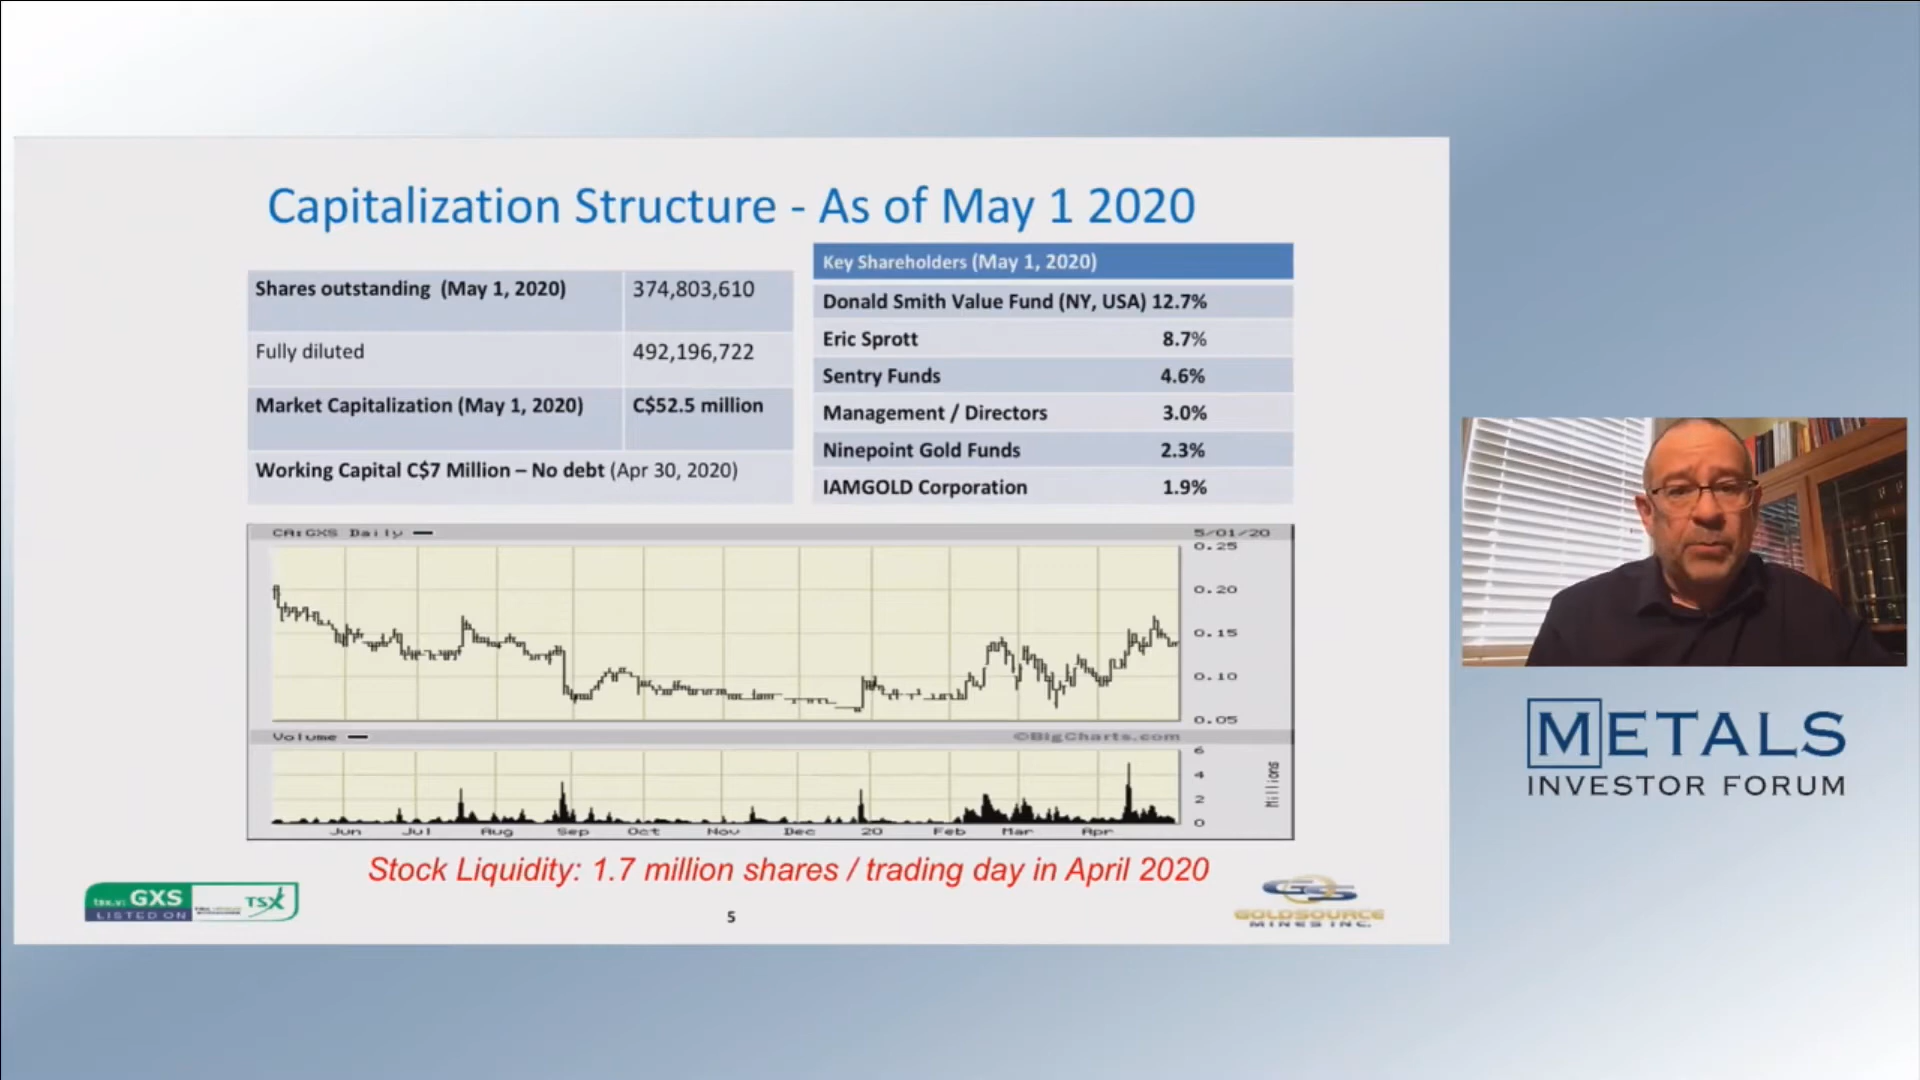 Capitalization Structure - As of May 1 2020
Shares outstanding (May 1, 2020) 374,803,610
Fully diluted 492,196,722
Market Capitalization (May 1, 2020) C$52.5 million
Working Capital C$7 Million – No debt (Apr 30, 2020)
Key Shareholders (May 1, 2020)
Donald Smith Value Fund (NY, USA) 12.7%
Eric Sprott 8.7%
Sentry Funds 4.6%
Management / Directors 3.0%
Ninepoint Gold Funds 2.3%
IAMGOLD Corporation 1.9%
CA:GXS Daily 5/01/20
0.25
0.20
0.15
0.10
0.05
Volume ©BigCharts.com
6
4
2
0
Millions
Jun Jul Aug Sep Oct Nov Dec 20 Feb Mar Apr
Stock Liquidity: 1.7 million shares / trading day in April 2020
tsx.v: GXS
LISTED ON
TSX
5
GOLDSOURCE
MINES INC.
METALS
INVESTOR FORUM